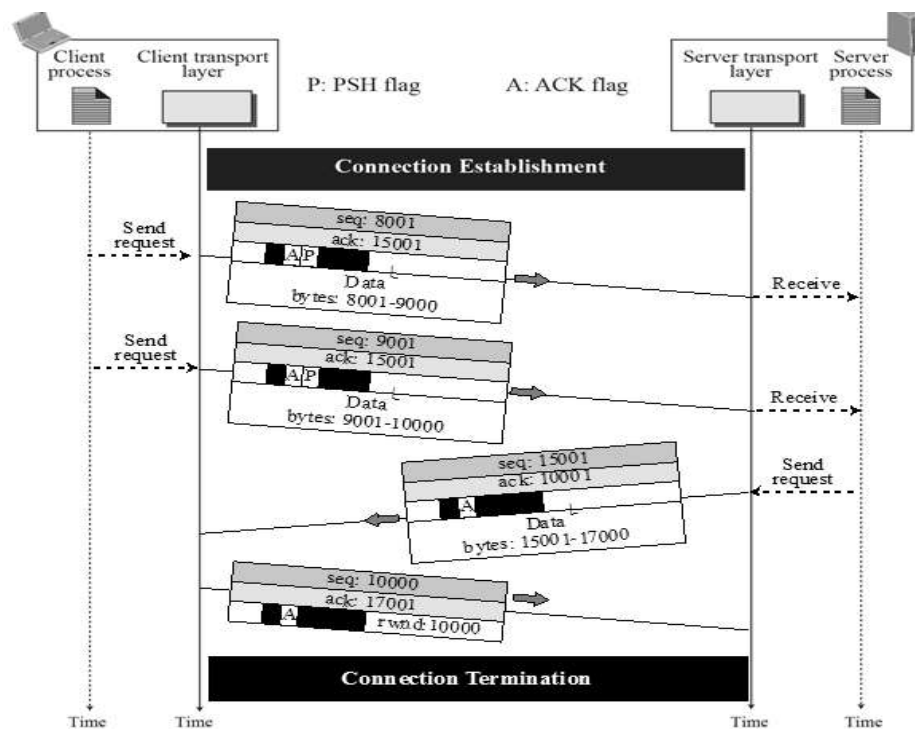 Client
process
Client transport
layer
P: PSH flag
A: ACK flag
Server transport
layer
Server
process
Connection Establishment
Send
request
seq: 8001
ack: 15001
A P
Data
bytes: 8001-9000
Receive
Send
request
seq: 9001
ack: 15001
A P
Data
bytes: 9001-10000
Receive
Send
request
seq: 15001
ack: 10001
A
Data
bytes: 15001-17000
seq: 10000
ack: 17001
A
rwnd:10000
Connection Termination
Time
Time
Time
Time